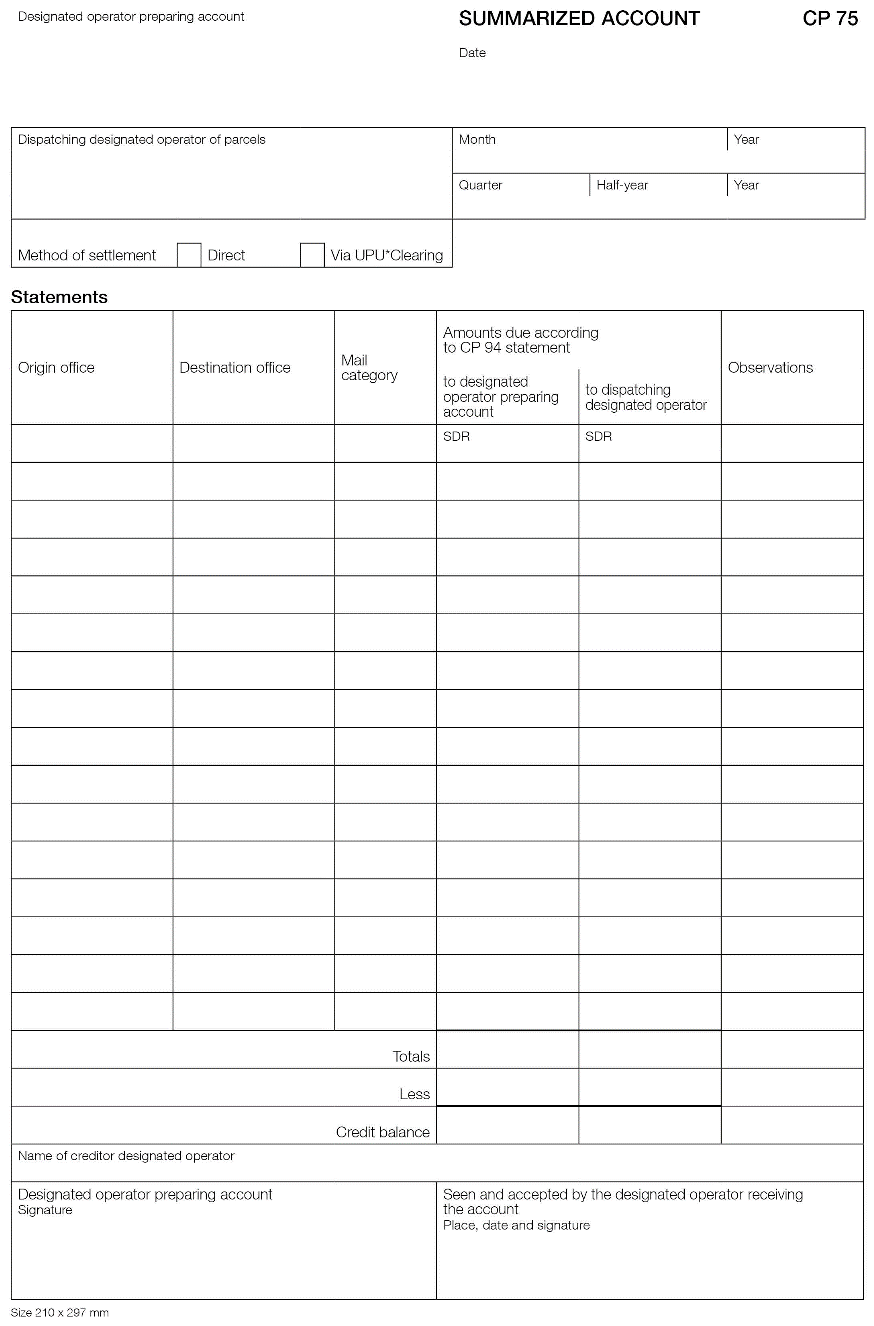 Designated operator preparing account
SUMMARIZED ACCOUNT
CP 75
Date
Dispatching designated operator of parcels
Month
Year
Quarter
Half-year
Year
Method of settlement
Direct
Via UPU*Clearing
Statements
Origin office
Destination office
Mail
category
Amounts due according
to CP 94 statement
to designated
operator preparing
account
to dispatching
designated operator
Observations
SDR
SDR
Totals
Less
Credit balance
Name of creditor designated operator
Designated operator preparing account
Signature
Seen and accepted by the designated operator receiving
the account
Place, date and signature
Size 210 x 297 mm